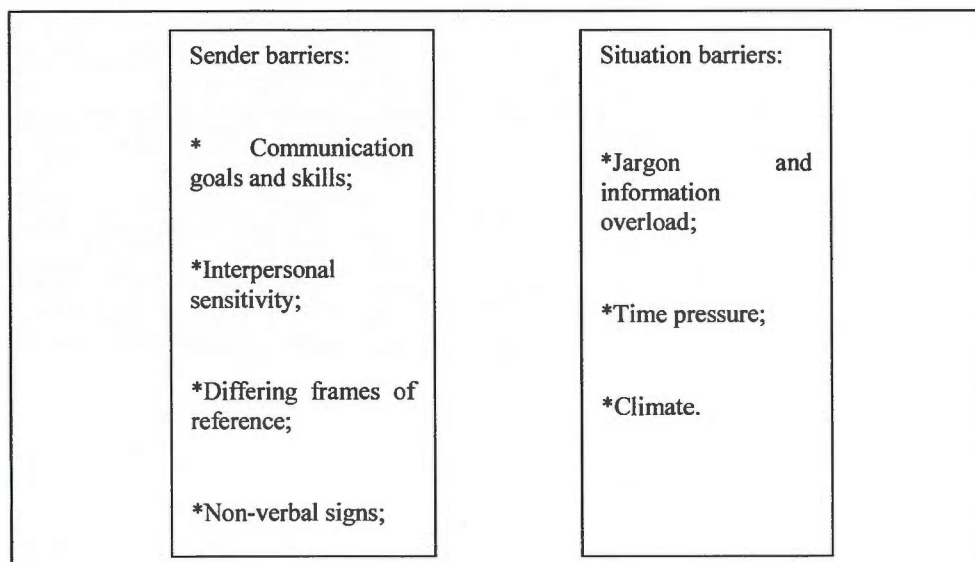 Sender barriers:
* Communication
goals and skills;
*Interpersonal
sensitivity;
*Differing frames of
reference;
*Non-verbal signs;
Situation barriers:
*Jargon and
information
overload;
*Time pressure;
*Climate.